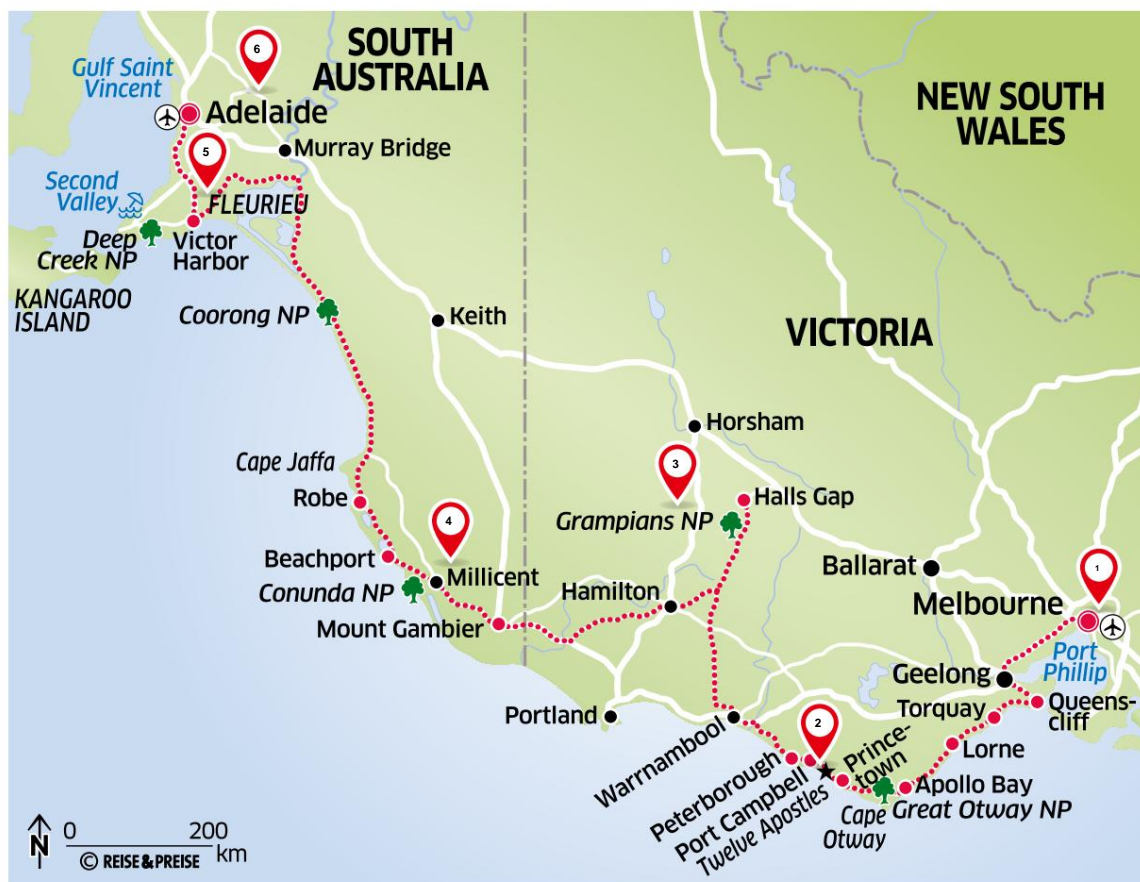 6
SOUTH
AUSTRALIA
Gulf Saint
Vincent
NEW SOUTH
WALES
Adelaide
5
Murray Bridge
Second
Valley
FLEURIEU
Deep
Creek NP
Victor
Harbor
KANGAROO
ISLAND
Coorong NP
Keith
VICTORIA
Horsham
Cape Jaffa
3
Robe
Halls Gap
4
Grampians NP
Beachport
Millicent
Conunda NP
Hamilton
Ballarat
1
Melbourne
Mount Gambier
Port
Phillip
Geelong
Portland
Torquay
Queens-
cliff
2
Warrnambool
Lorne
Peterborough
Port Campbell
Twelve Apostles
Prince-
town
Apollo Bay
Cape
Otway
Great Otway NP
N
0 200
km
© REISE&PREISE